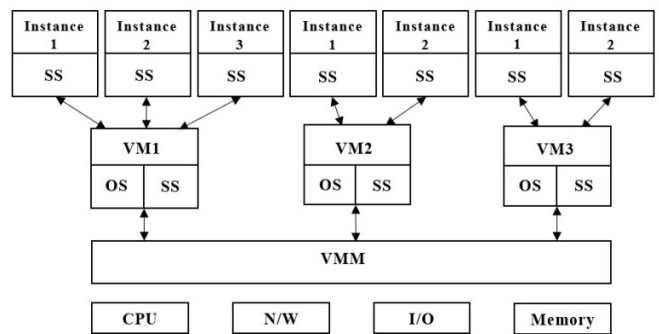 Instance Instance Instance Instance Instance Instance Instance
1 2 3 1 2 1 2
SS SS SS SS SS SS SS
VM1 VM2 VM3
OS SS OS SS OS SS
VMM
CPU N/W I/O Memory